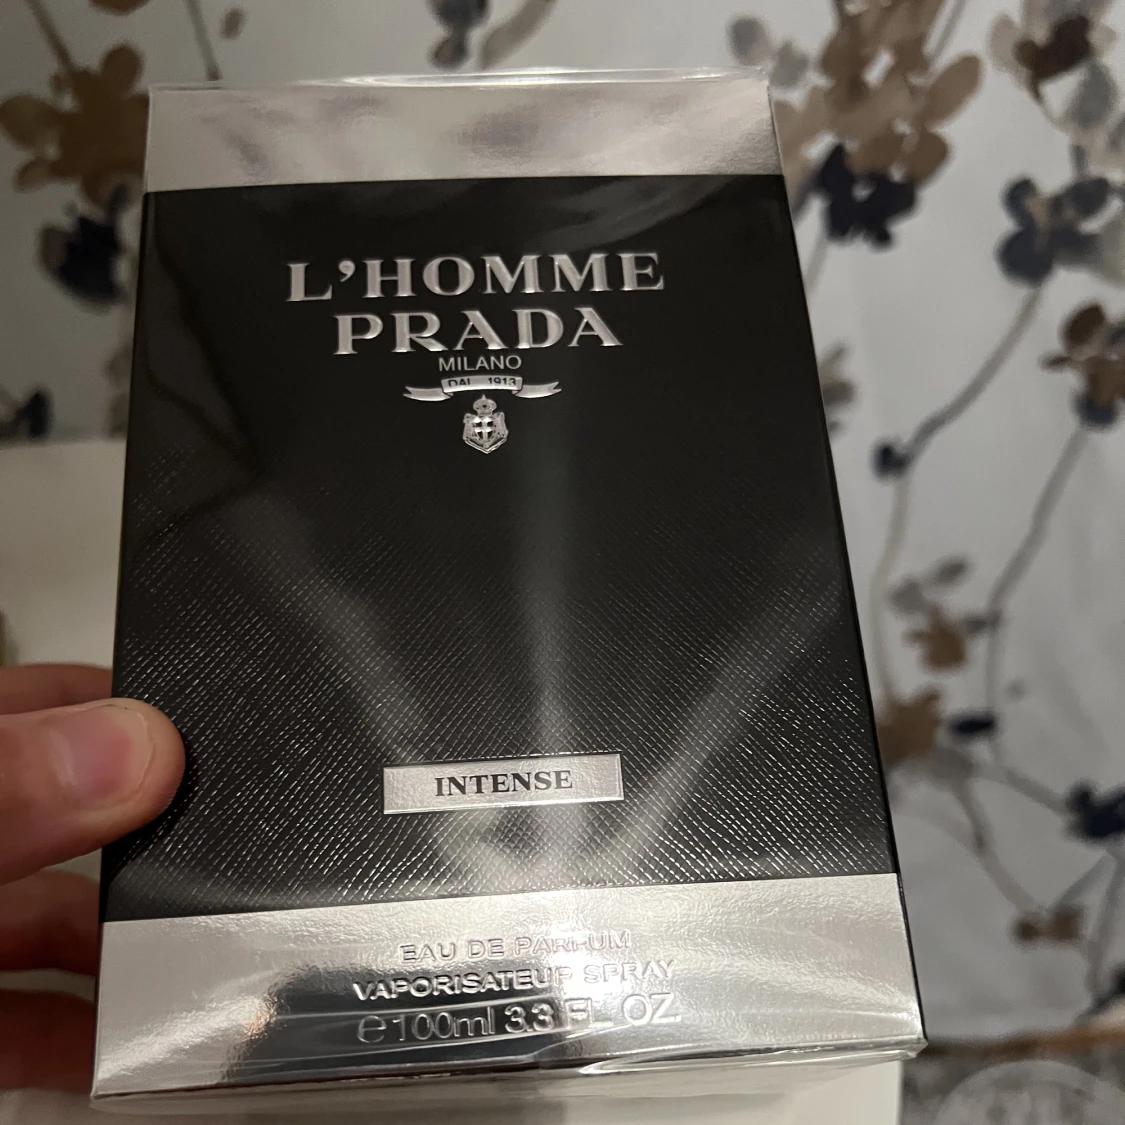 L'HOMME
PRADA
MILANO
DAL 1913
INTENSE
EAU DE PARFUM
VAPORISATEUR SPRAY
℮100ml 3.3 FL. OZ.